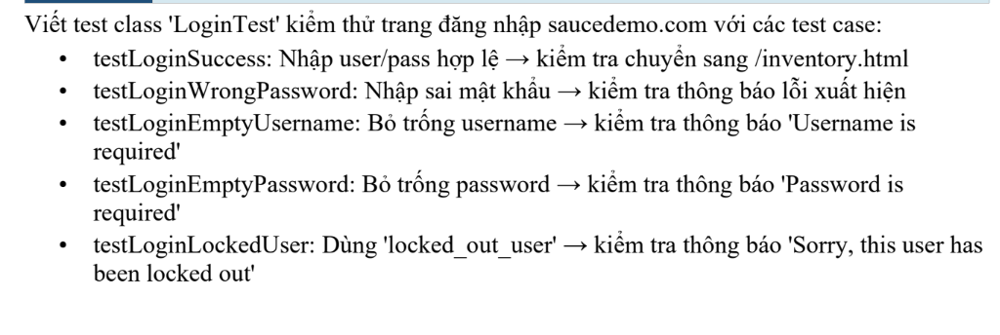 Viết test class 'LoginTest' kiểm thử trang đăng nhập saucedemo.com với các test case:
• testLoginSuccess: Nhập user/pass hợp lệ → kiểm tra chuyển sang /inventory.html
• testLoginWrongPassword: Nhập sai mật khẩu → kiểm tra thông báo lỗi xuất hiện
• testLoginEmptyUsername: Bỏ trống username → kiểm tra thông báo 'Username is
required'
• testLoginEmptyPassword: Bỏ trống password → kiểm tra thông báo 'Password is
required'
• testLoginLockedUser: Dùng 'locked_out_user' → kiểm tra thông báo 'Sorry, this user has
been locked out'